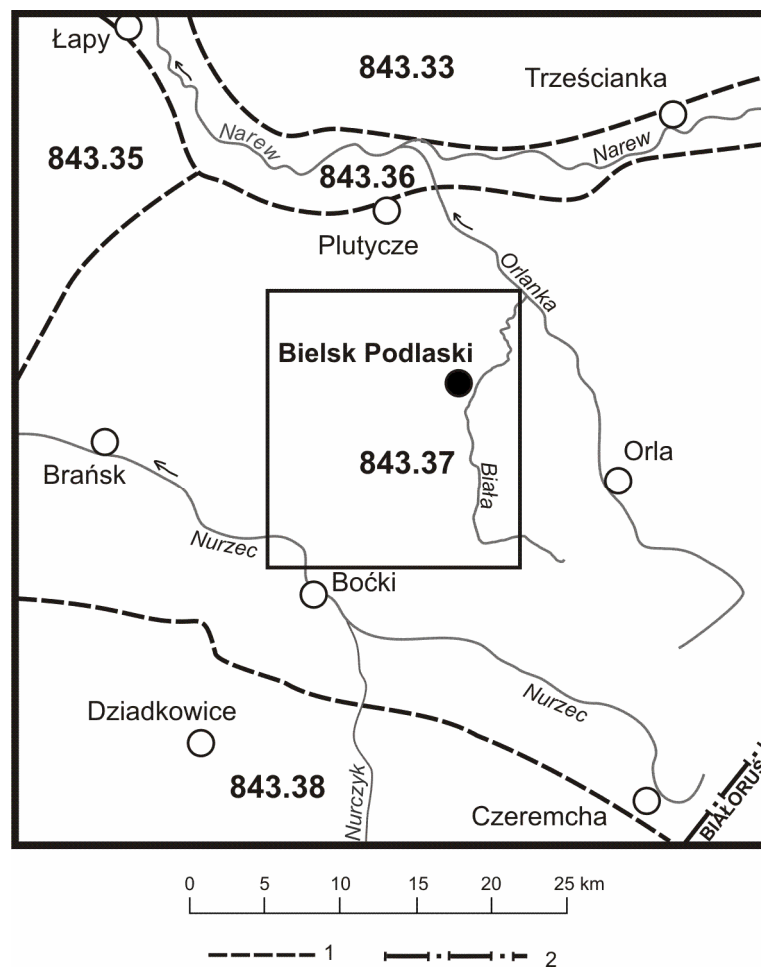 Łapy
843.33
Trześcianka
843.35
Narew
Narew
843.36
Plutycze
Orlanka
Bielsk Podlaski
843.37
Orla
Brańsk
Biała
Nurzec
Boćki
Dziadkowice
Nurzec
843.38
Nurczyk
Czeremcha
BIAŁORUŚ
0 5 10 15 20 25 km
1 2